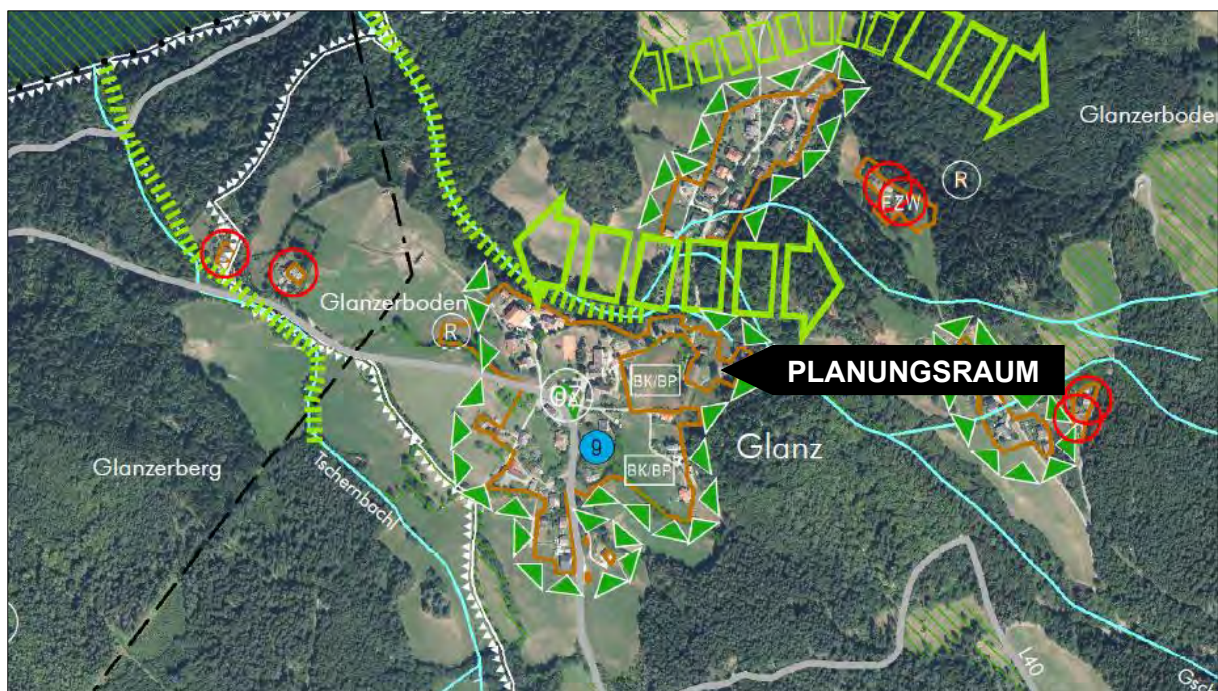 Glanzerboden
R
EZW
Glanzerboden
R
PLANUNGSRAUM
BK/BP
9
Glanz
BK/BP
Glanzerberg
Tschernbachl
L40